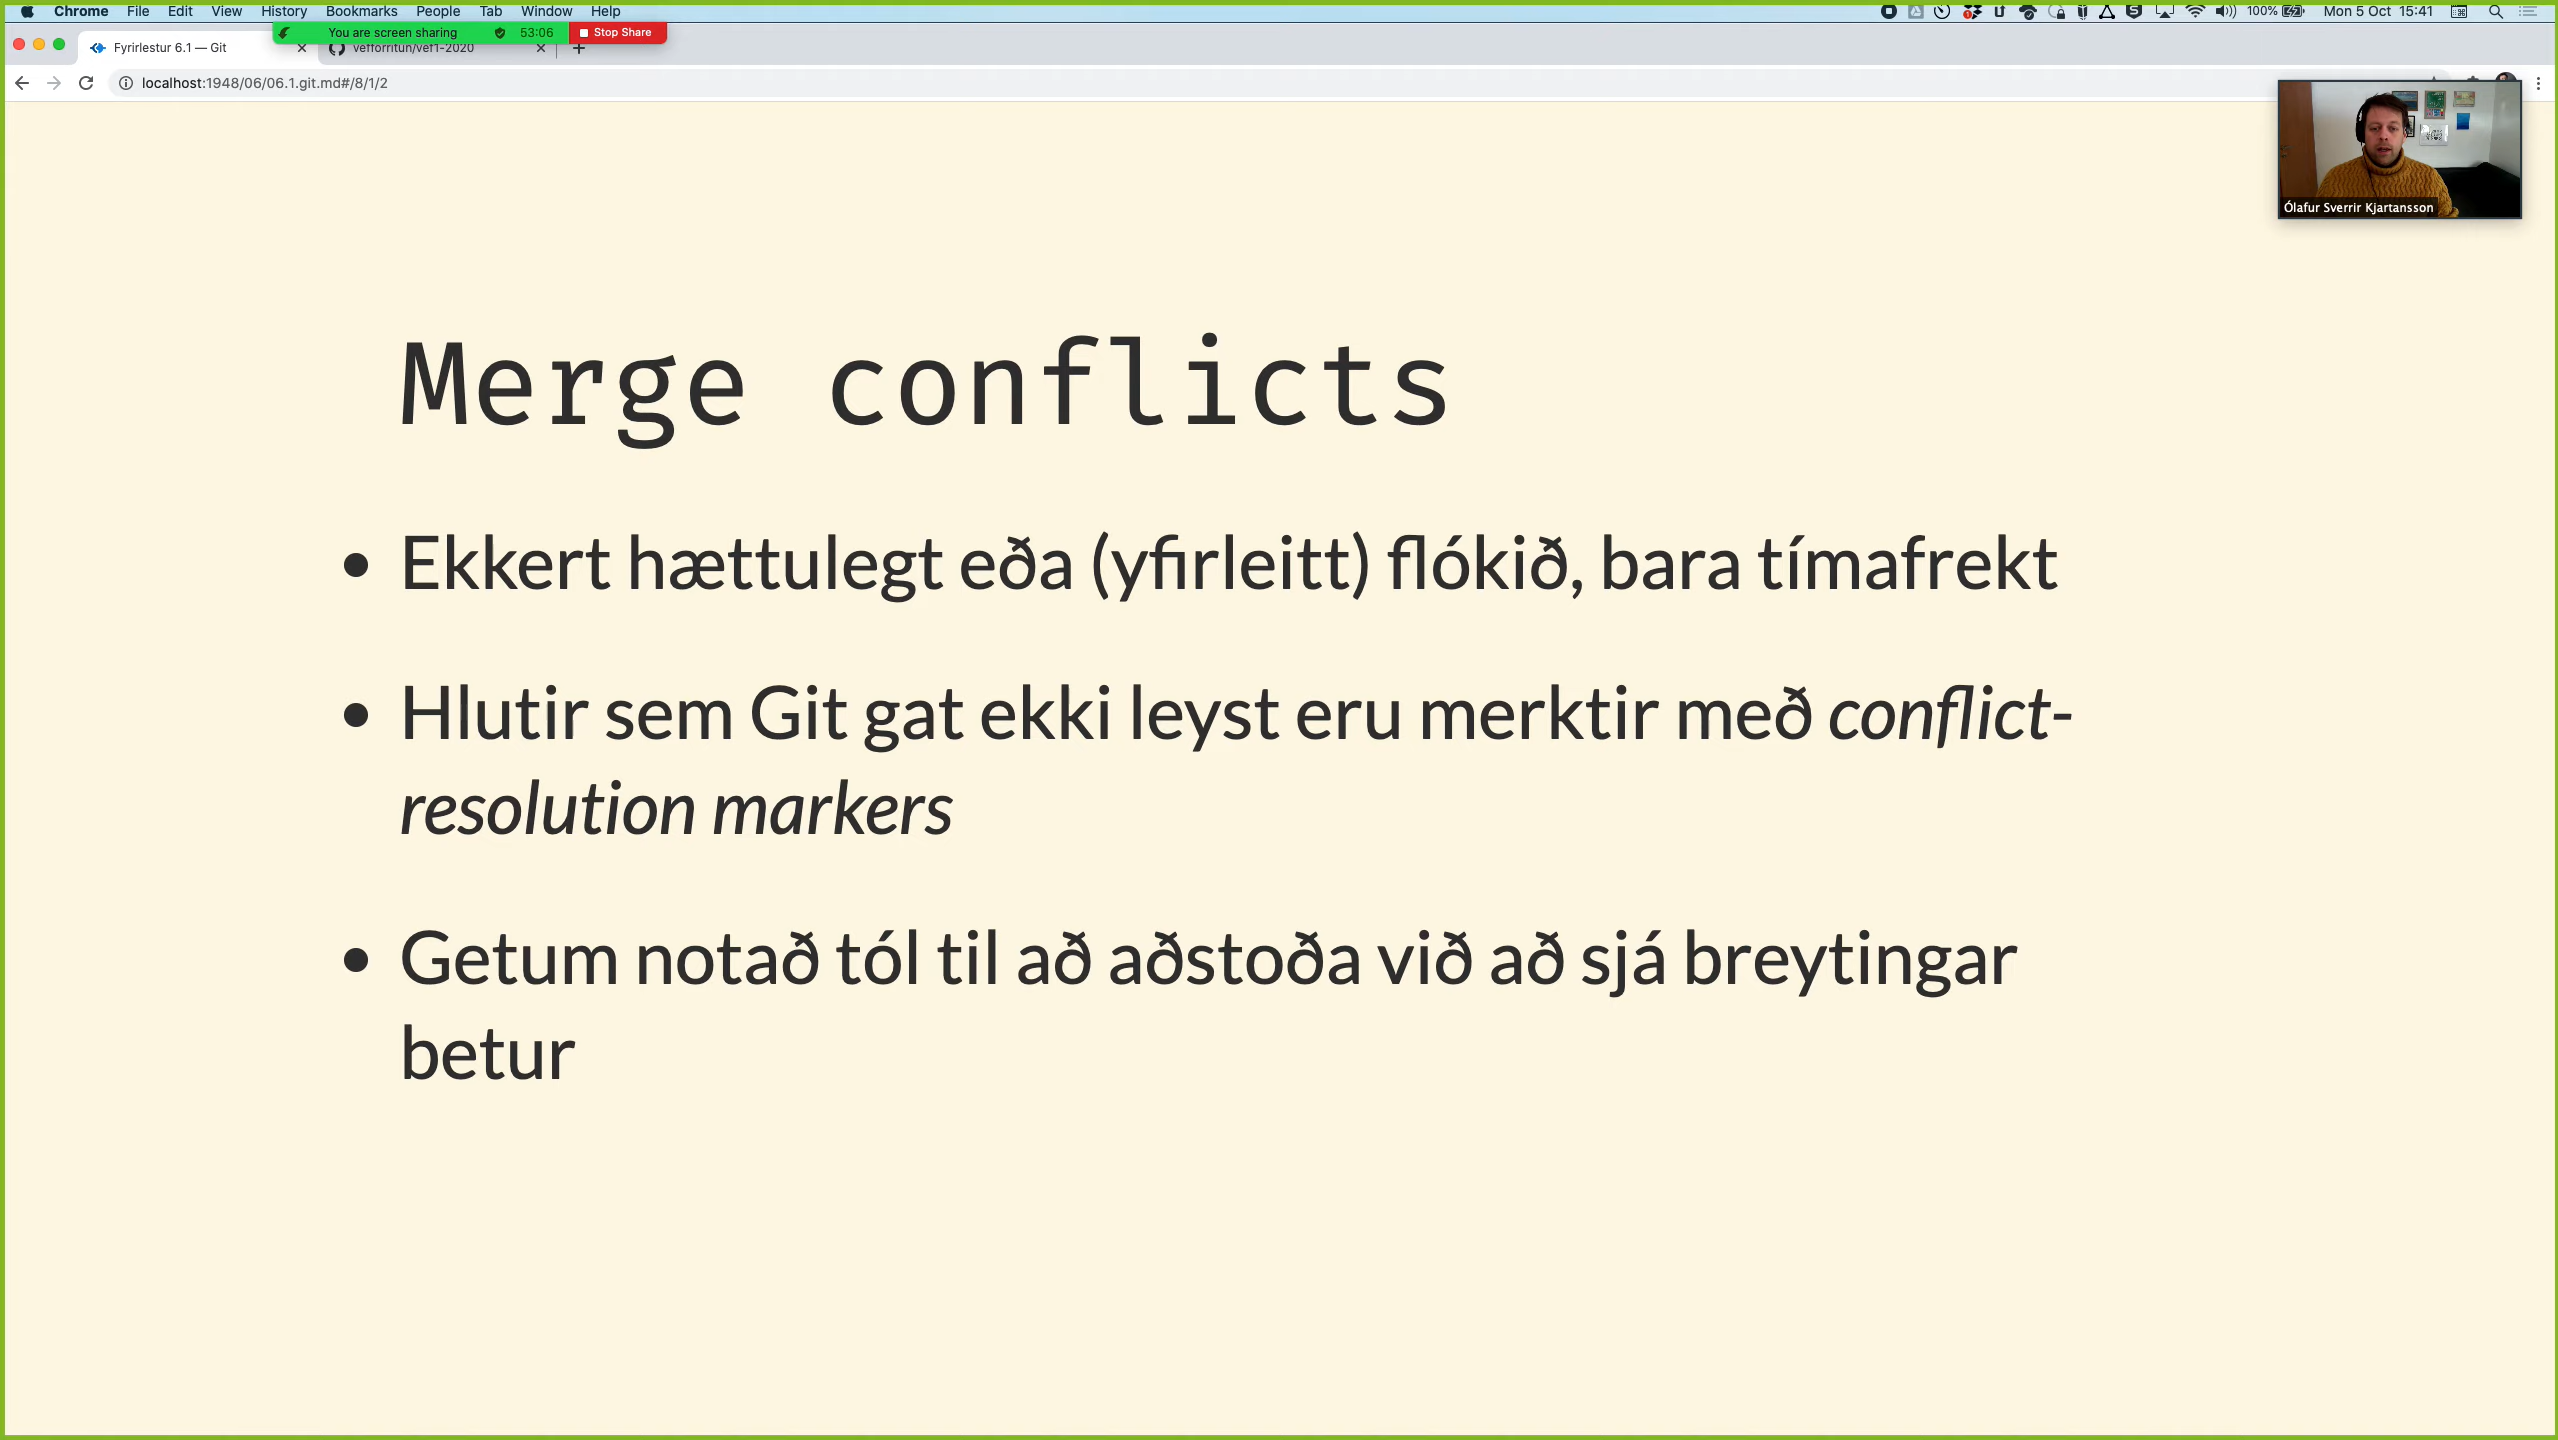 Chrome File Edit View History Bookmarks People Tab Window Help
100% Mon 5 Oct 15:41
You are screen sharing 53:06 Stop Share
Fyrirlestur 6.1 — Git
vefforritun/vef1-2020
localhost:1948/06/06.1.git.md#/8/1/2
Ólafur Sverrir Kjartansson
Merge conflicts
• Ekkert hættulegt eða (yfirleitt) flókið, bara tímafrekt
• Hlutir sem Git gat ekki leyst eru merktir með conflict-
resolution markers
• Getum notað tól til að aðstoða við að sjá breytingar
betur